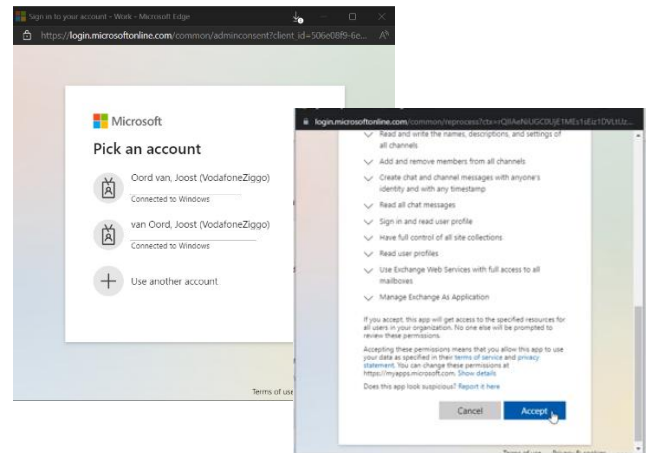 Sign in to your account - Work - Microsoft Edge
https://login.microsoftonline.com/common/adminconsent?client_id=506e08f9-6e...
Microsoft
Pick an account
Oord van, Joost (VodafoneZiggo)
Connected to Windows
van Oord, Joost (VodafoneZiggo)
Connected to Windows
Use another account
Terms of use
login.microsoftonline.com/common/reprocess?ctx=
Read and write the names, descriptions, and settings of
all channels
Add and remove members from all channels
Create chat and channel messages with anyone's
identity and with any timestamp
Read all chat messages
Sign in and read user profile
Have full control of all site collections
Read user profiles
Use Exchange Web Services with full access to all
mailboxes
Manage Exchange As Application
If you accept, this app will get access to the specified resources for
all users in your organization. No one else will be prompted to
review these permissions.
Accepting these permissions means that you allow this app to use
your data as specified in their terms of service and privacy
statement. You can change these permissions at
https://myapps.microsoft.com. Show details
Does this app look suspicious? Report it here
Cancel
Accept
Terms of use Privacy & cookies